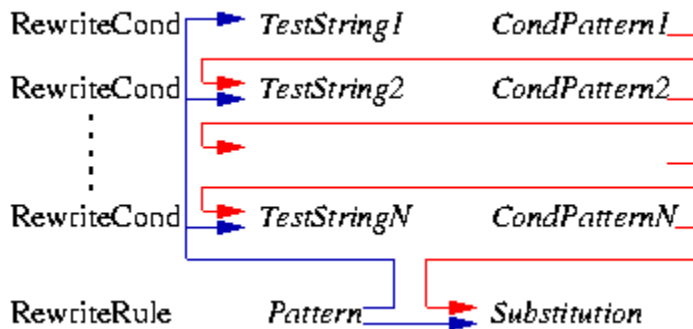 RewriteCond TestString1 CondPattern1
RewriteCond TestString2 CondPattern2
RewriteCond TestStringN CondPatternN
RewriteRule Pattern Substitution